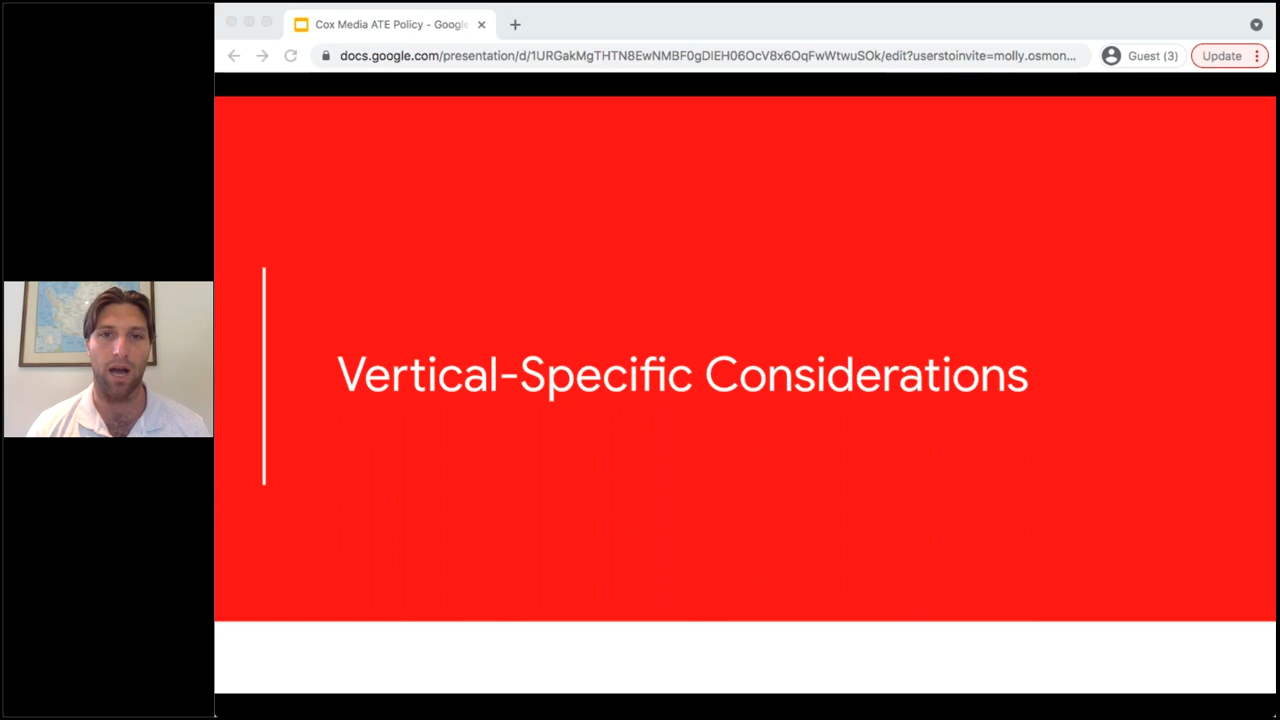 Cox Media ATE Policy - Google
docs.google.com/presentation/d/1URGakMgTHTN8EwNMBF0gDIEH06OcV8x6OqFwWtwuSOk/edit?userstoinvite=molly.osmon...
Guest (3)
Update
Vertical-Specific Considerations